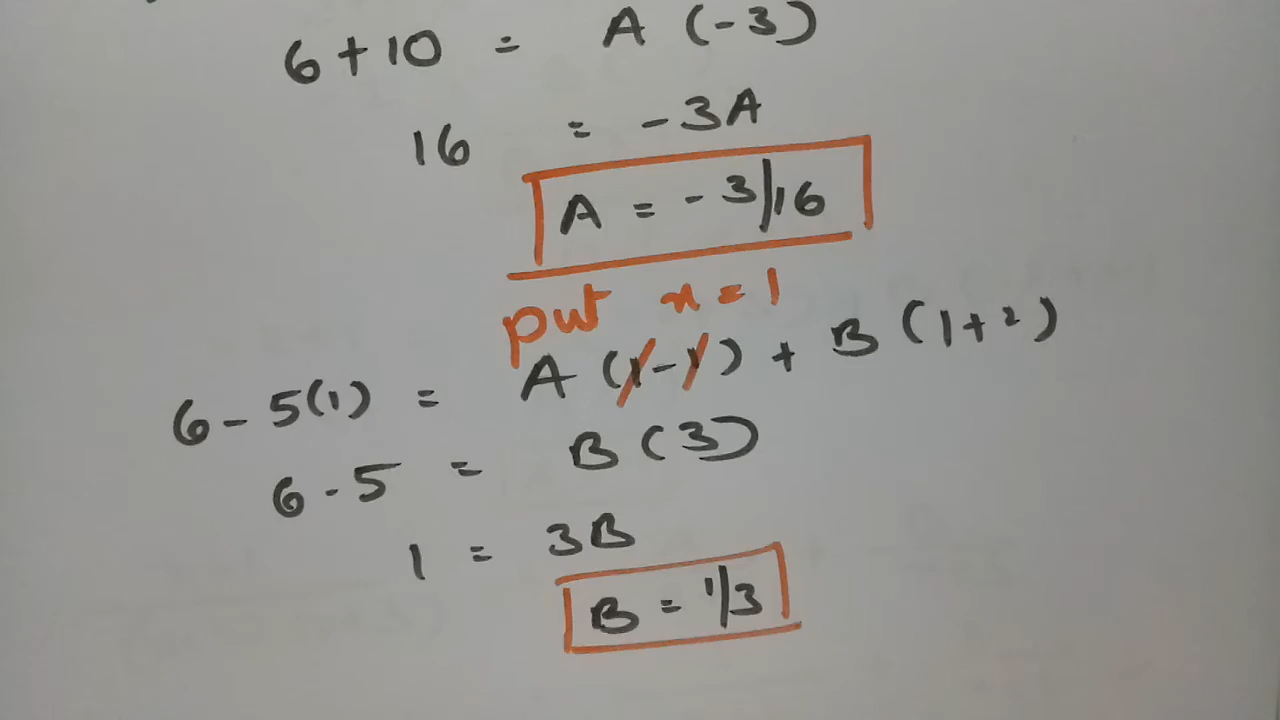 6+10 = A (-3)
16 = -3A
A = -3/16
put x=1
6-5(1) = A (1-1) + B (1+2)
6-5 = B (3)
1 = 3B
B = 1/3